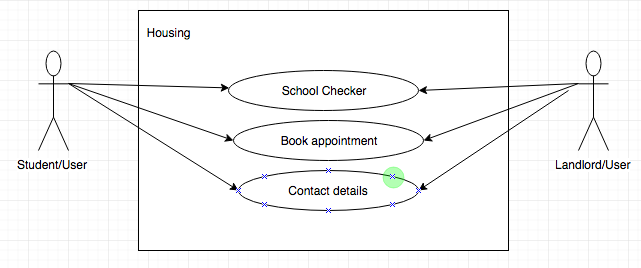 Housing
School Checker
Book appointment
Contact details
Student/User
Landlord/User